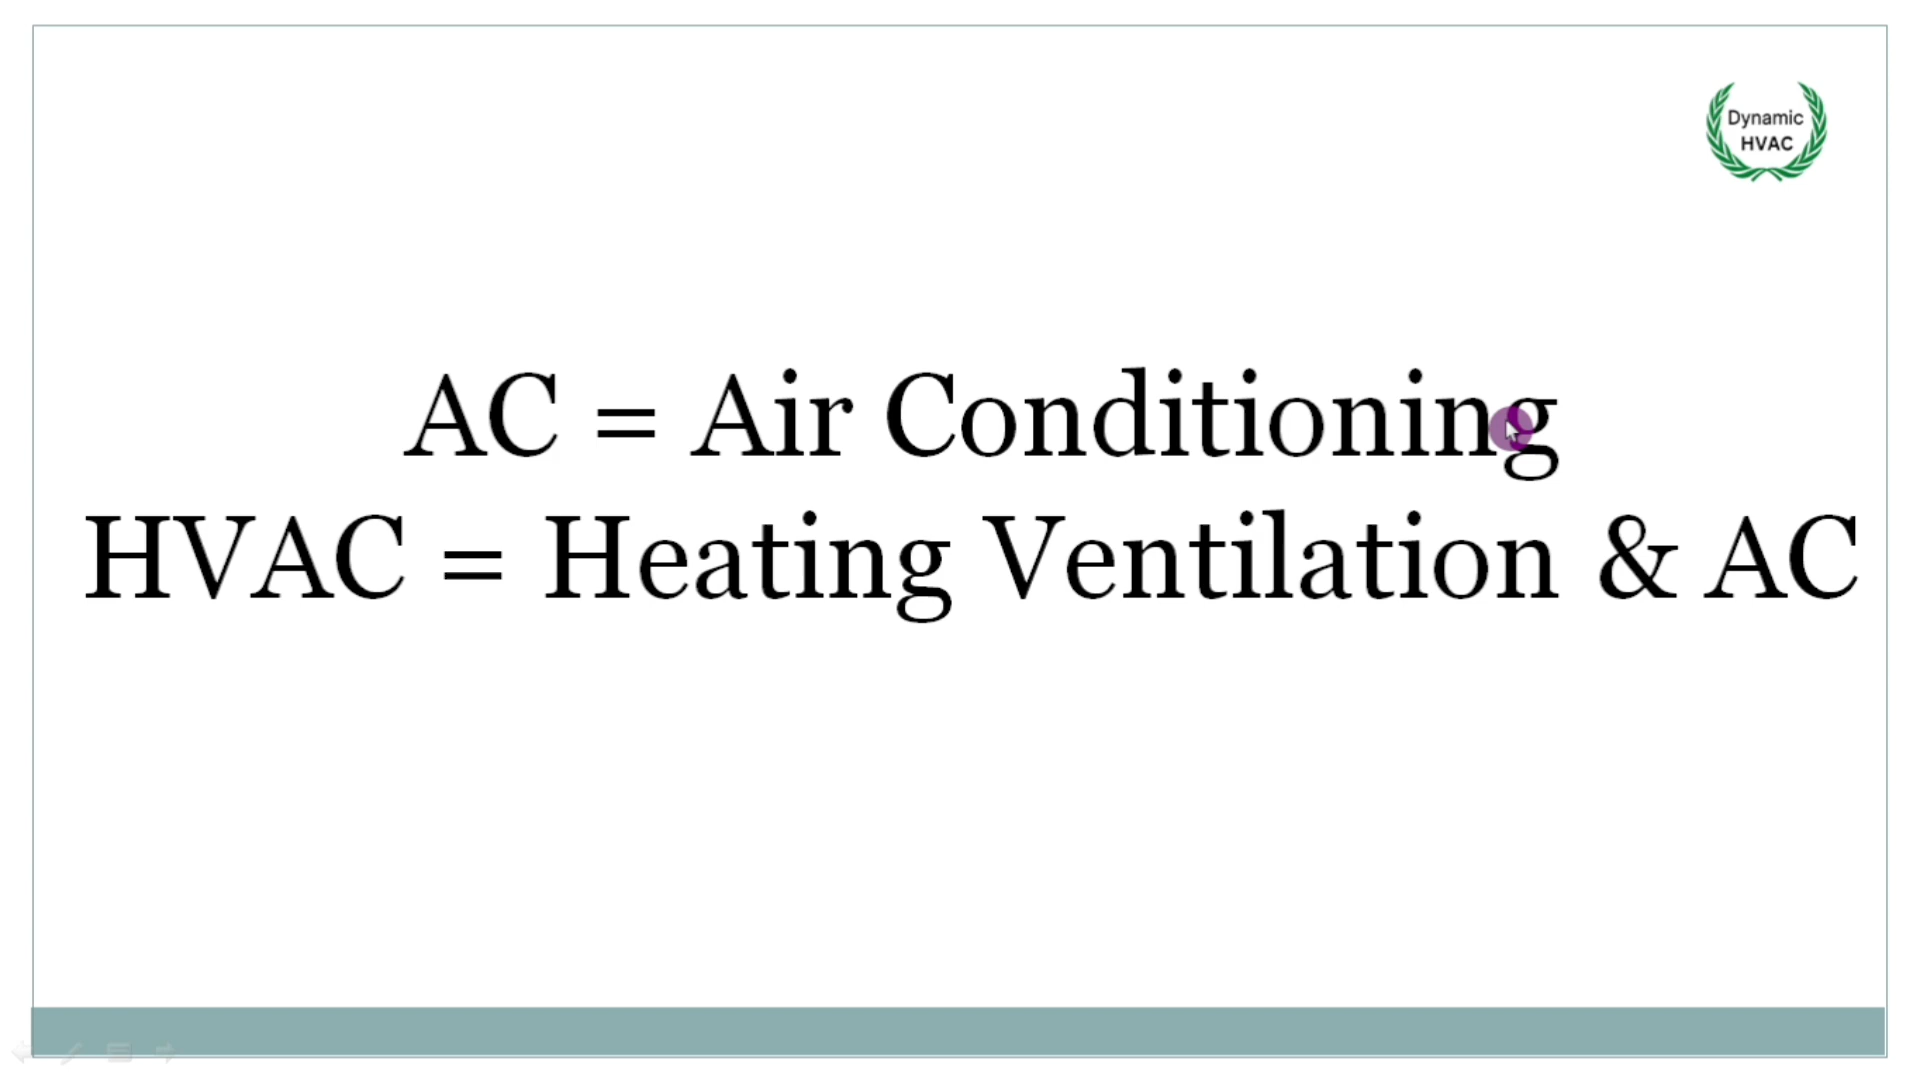 Dynamic
HVAC
AC = Air Conditioning
HVAC = Heating Ventilation & AC